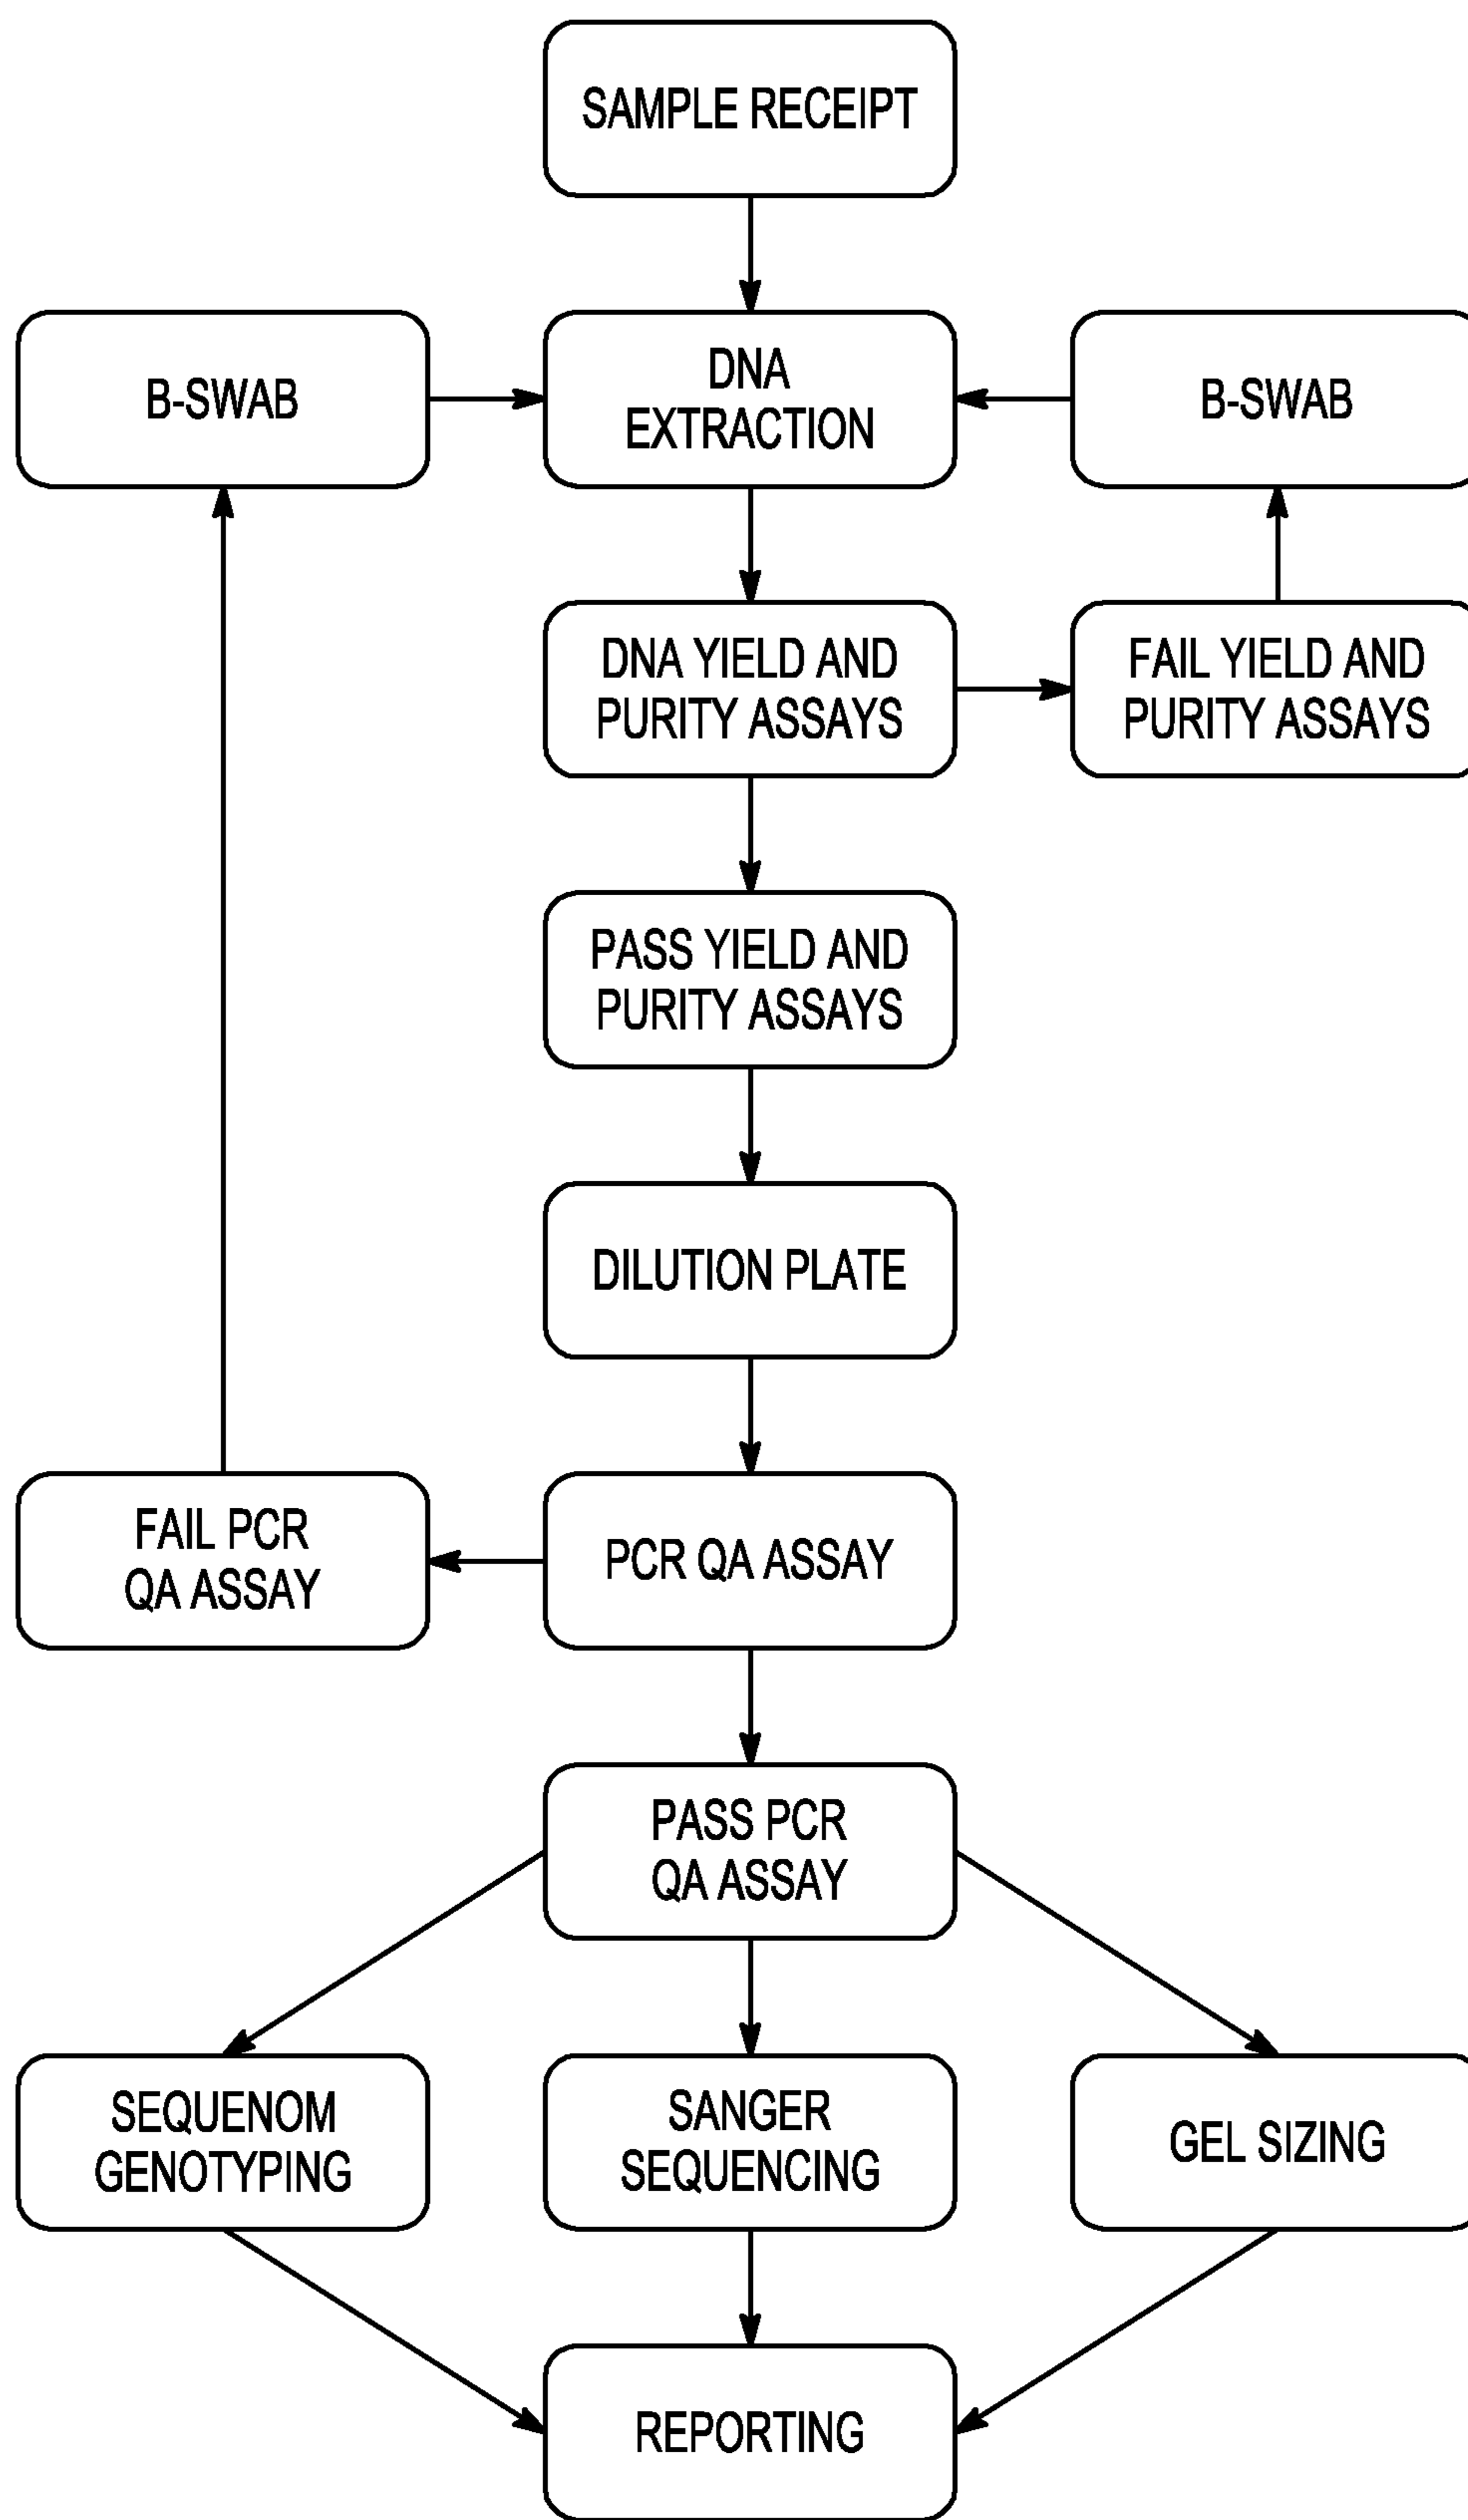 SAMPLE RECEIPT
B-SWAB
DNA
EXTRACTION
B-SWAB
DNA YIELD AND
PURITY ASSAYS
FAIL YIELD AND
PURITY ASSAYS
PASS YIELD AND
PURITY ASSAYS
DILUTION PLATE
FAIL PCR
QA ASSAY
PCR QA ASSAY
PASS PCR
QA ASSAY
SEQUENOM
GENOTYPING
SANGER
SEQUENCING
GEL SIZING
REPORTING